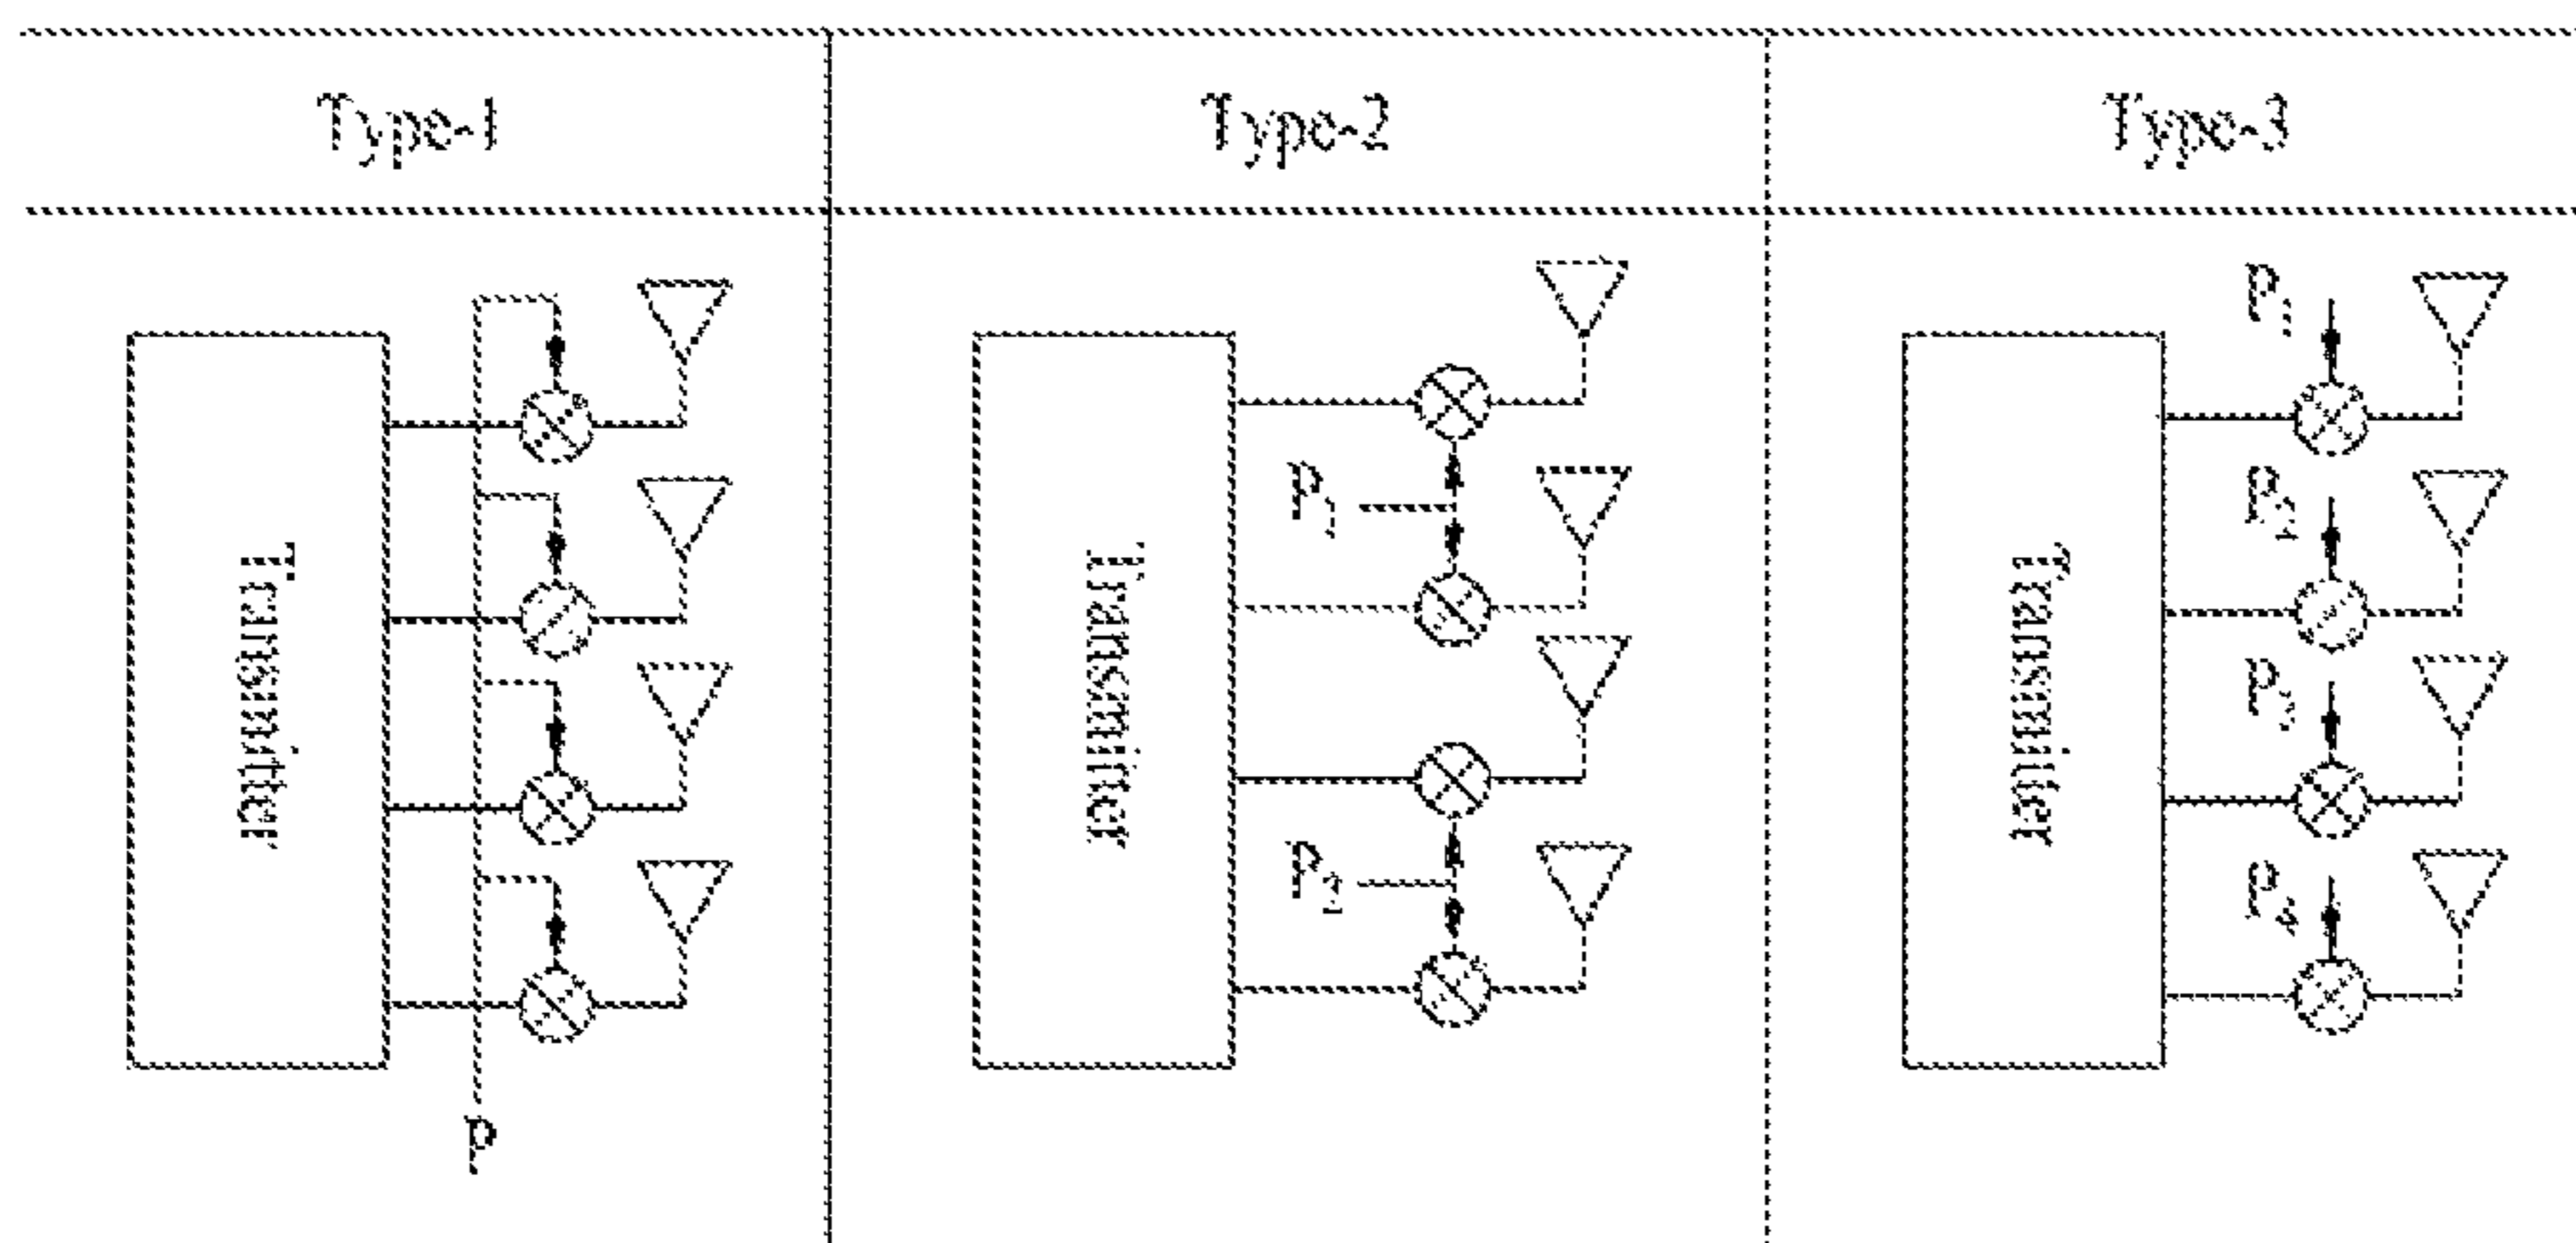 Type-1
Type-2
Type-3
Transmitter
P
Transmitter
P1
P2
Transmitter
P1
P2
P3
P4